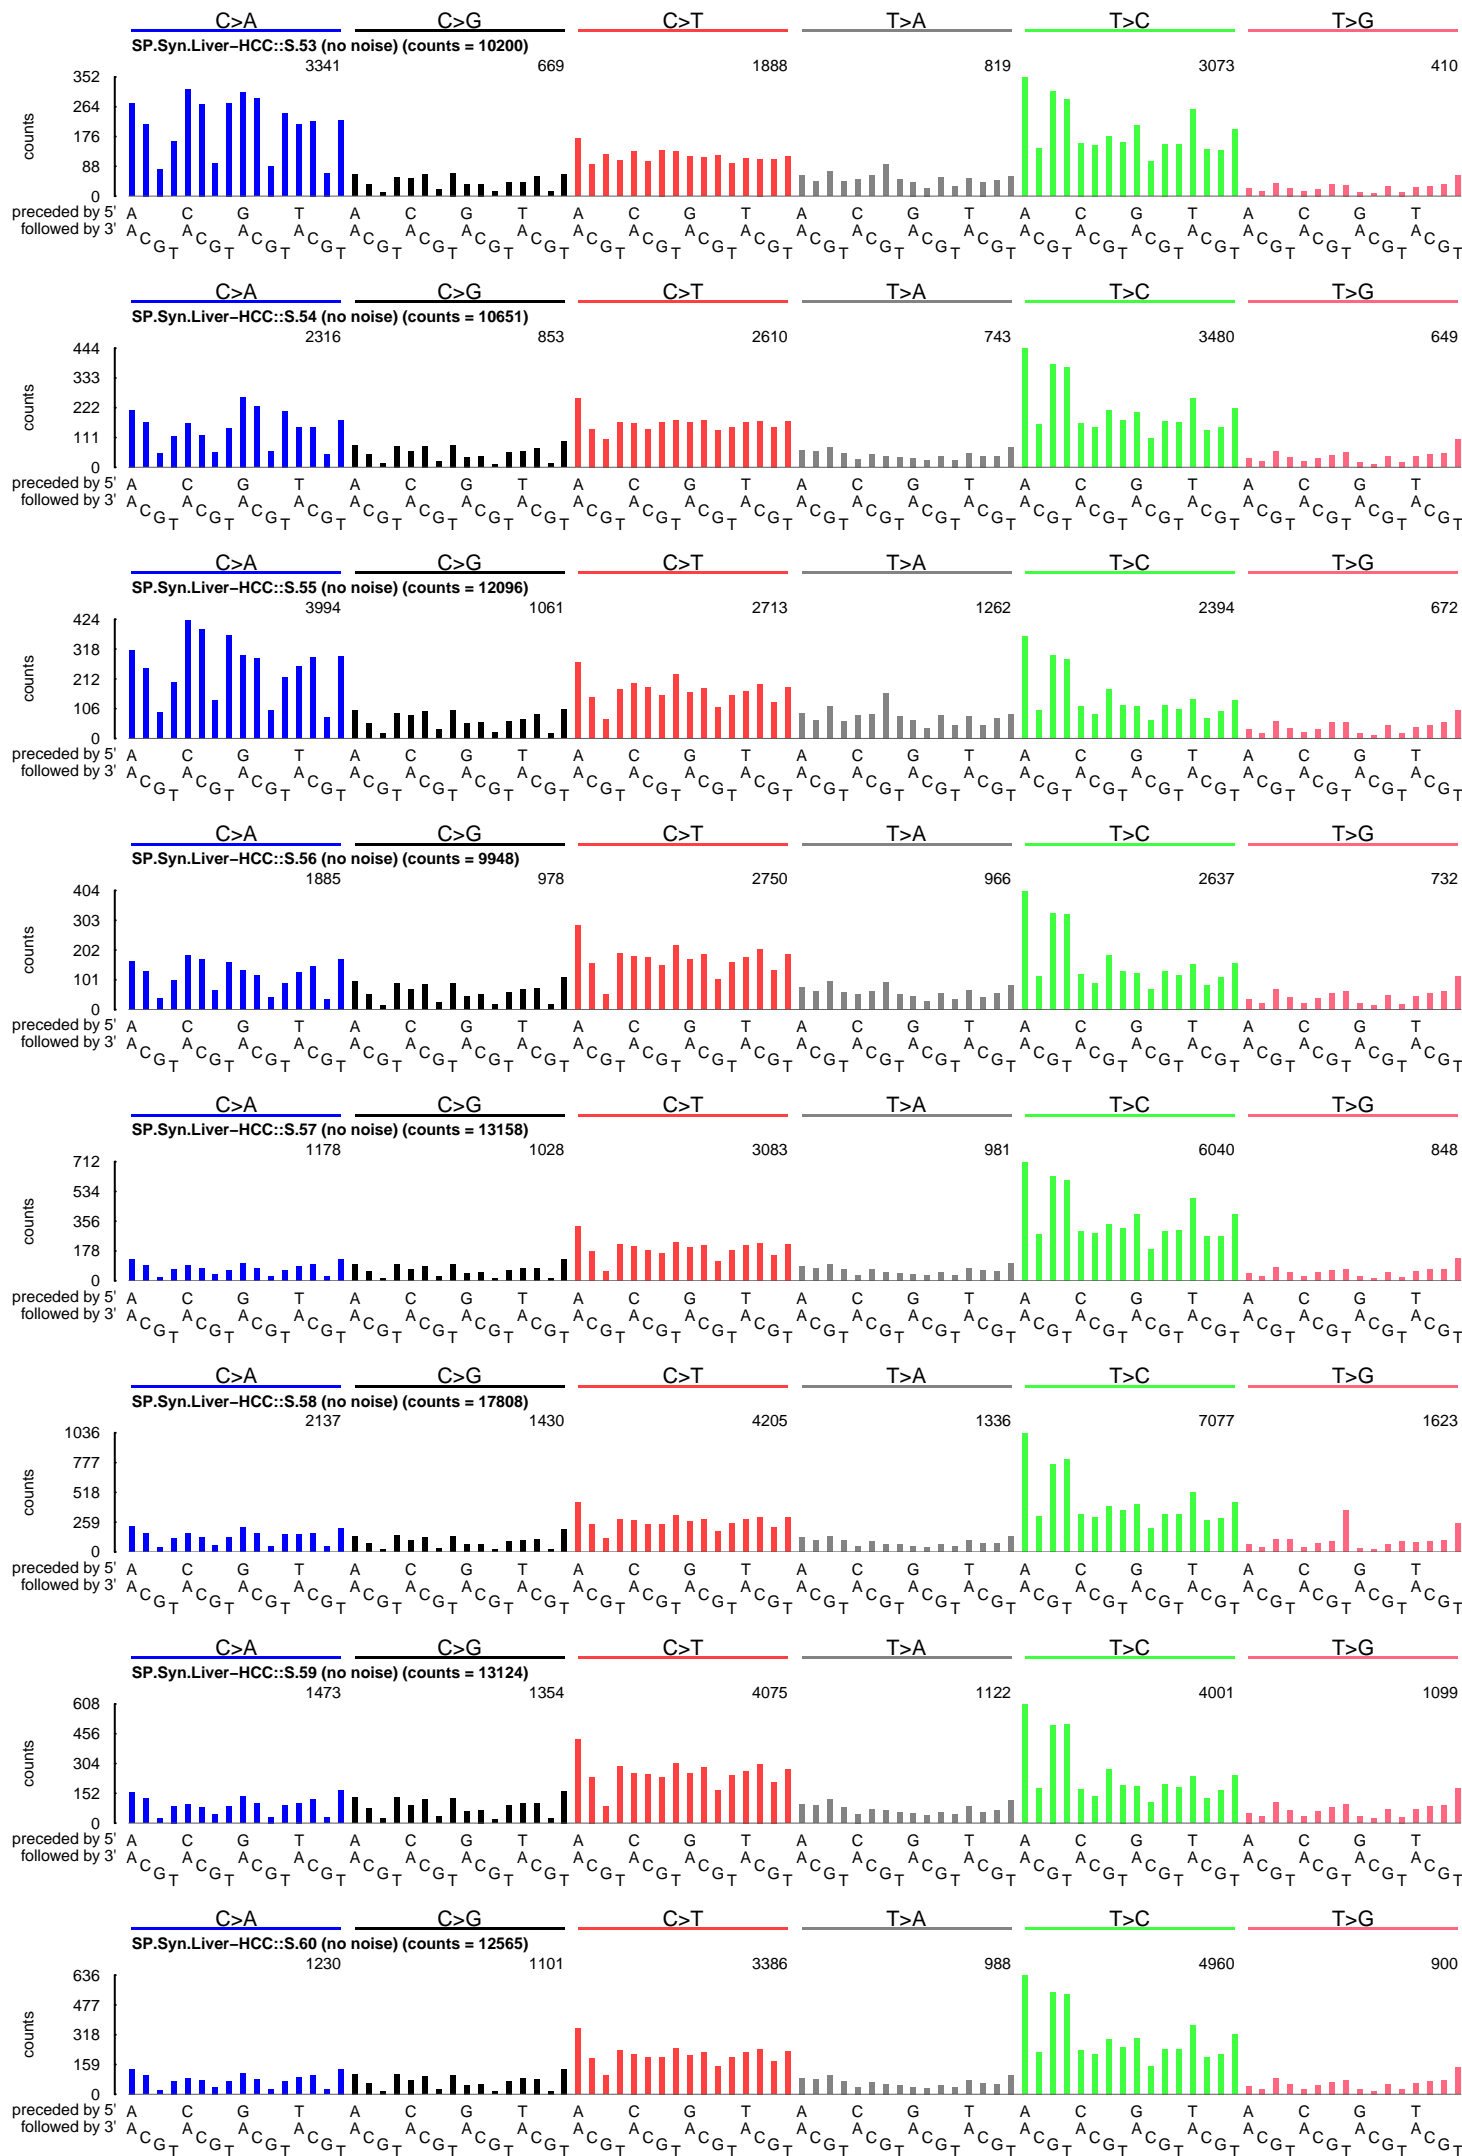 C>A C>G C>T T>A T>C T>G
SP.Syn.Liver−HCC::S.53 (no noise) (counts = 10200)
3341 669 1888 819 3073 410
352
264
176
88
0
counts
preceded by 5' A C G T A C G T A C G T A C G T A C G T A C G T
followed by 3' A C G T A C G T A C G T A C G T A C G T A C G T A C G T A C G T A C G T A C G T A C G T A C G T A C G T A C G T A C G T A C G T A C G T A C G T A C G T A C G T A C G T A C G T A C G T A C G T
C>A C>G C>T T>A T>C T>G
SP.Syn.Liver−HCC::S.54 (no noise) (counts = 10651)
2316 853 2610 743 3480 649
444
333
222
111
0
counts
preceded by 5' A C G T A C G T A C G T A C G T A C G T A C G T
followed by 3' A C G T A C G T A C G T A C G T A C G T A C G T A C G T A C G T A C G T A C G T A C G T A C G T A C G T A C G T A C G T A C G T A C G T A C G T A C G T A C G T A C G T A C G T A C G T A C G T
C>A C>G C>T T>A T>C T>G
SP.Syn.Liver−HCC::S.55 (no noise) (counts = 12096)
3994 1061 2713 1262 2394 672
424
318
212
106
0
counts
preceded by 5' A C G T A C G T A C G T A C G T A C G T A C G T
followed by 3' A C G T A C G T A C G T A C G T A C G T A C G T A C G T A C G T A C G T A C G T A C G T A C G T A C G T A C G T A C G T A C G T A C G T A C G T A C G T A C G T A C G T A C G T A C G T A C G T
C>A C>G C>T T>A T>C T>G
SP.Syn.Liver−HCC::S.56 (no noise) (counts = 9948)
1885 978 2750 966 2637 732
404
303
202
101
0
counts
preceded by 5' A C G T A C G T A C G T A C G T A C G T A C G T
followed by 3' A C G T A C G T A C G T A C G T A C G T A C G T A C G T A C G T A C G T A C G T A C G T A C G T A C G T A C G T A C G T A C G T A C G T A C G T A C G T A C G T A C G T A C G T A C G T A C G T
C>A C>G C>T T>A T>C T>G
SP.Syn.Liver−HCC::S.57 (no noise) (counts = 13158)
1178 1028 3083 981 6040 848
712
534
356
178
0
counts
preceded by 5' A C G T A C G T A C G T A C G T A C G T A C G T
followed by 3' A C G T A C G T A C G T A C G T A C G T A C G T A C G T A C G T A C G T A C G T A C G T A C G T A C G T A C G T A C G T A C G T A C G T A C G T A C G T A C G T A C G T A C G T A C G T A C G T
C>A C>G C>T T>A T>C T>G
SP.Syn.Liver−HCC::S.58 (no noise) (counts = 17808)
2137 1430 4205 1336 7077 1623
1036
777
518
259
0
counts
preceded by 5' A C G T A C G T A C G T A C G T A C G T A C G T
followed by 3' A C G T A C G T A C G T A C G T A C G T A C G T A C G T A C G T A C G T A C G T A C G T A C G T A C G T A C G T A C G T A C G T A C G T A C G T A C G T A C G T A C G T A C G T A C G T A C G T
C>A C>G C>T T>A T>C T>G
SP.Syn.Liver−HCC::S.59 (no noise) (counts = 13124)
1473 1354 4075 1122 4001 1099
608
456
304
152
0
counts
preceded by 5' A C G T A C G T A C G T A C G T A C G T A C G T
followed by 3' A C G T A C G T A C G T A C G T A C G T A C G T A C G T A C G T A C G T A C G T A C G T A C G T A C G T A C G T A C G T A C G T A C G T A C G T A C G T A C G T A C G T A C G T A C G T A C G T
C>A C>G C>T T>A T>C T>G
SP.Syn.Liver−HCC::S.60 (no noise) (counts = 12565)
1230 1101 3386 988 4960 900
636
477
318
159
0
counts
preceded by 5' A C G T A C G T A C G T A C G T A C G T A C G T
followed by 3' A C G T A C G T A C G T A C G T A C G T A C G T A C G T A C G T A C G T A C G T A C G T A C G T A C G T A C G T A C G T A C G T A C G T A C G T A C G T A C G T A C G T A C G T A C G T A C G T